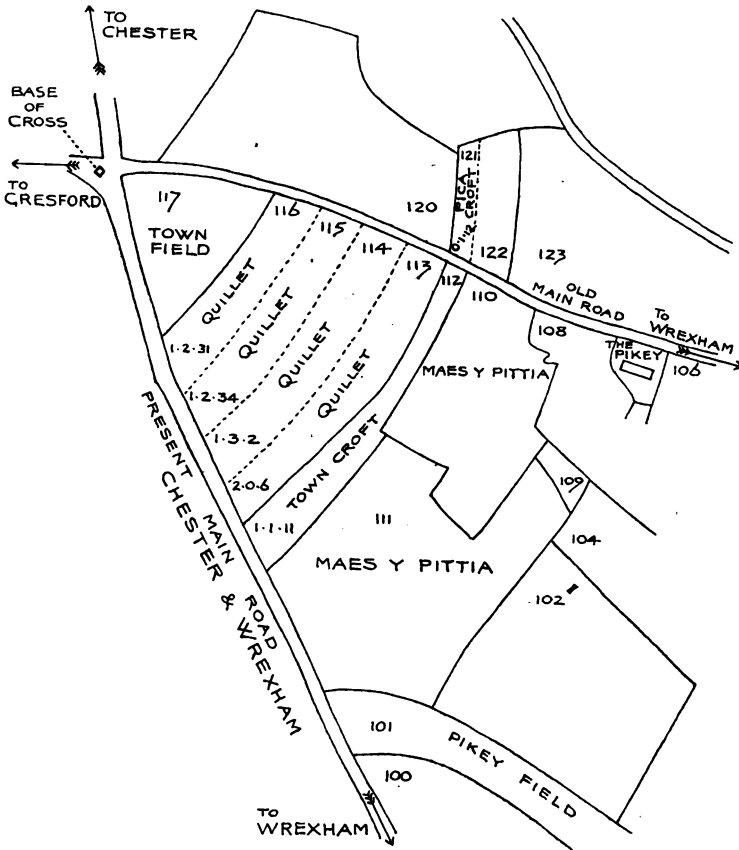 TO
CHESTER
BASE
OF
CROSS
TO
GRESFORD
117
TOWN
FIELD
116
115
114
113
112
110
120
121
PICA
CROFT
0·1·12
122
123
OLD
MAIN ROAD
TO
WREXHAM
108
THE
PIKEY
106
QUILLET
QUILLET
QUILLET
QUILLET
1·2·31
1·2·34
1·3·2
2·0·6
1·1·11
TOWN CROFT
MAES Y PITTIA
109
104
111
MAES Y PITTIA
102
PRESENT MAIN ROAD
CHESTER & WREXHAM
101
PIKEY FIELD
100
TO
WREXHAM